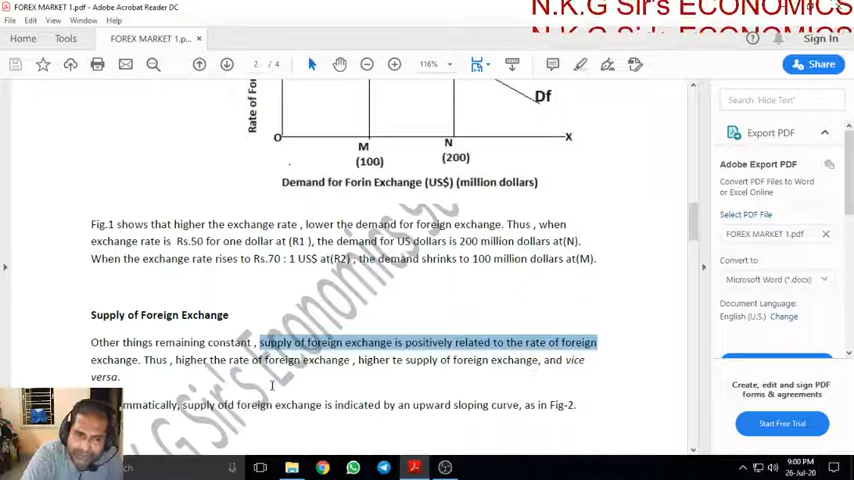 FOREX MARKET 1.pdf - Adobe Acrobat Reader DC
N.K.G Sir's ECONOMICS
N.K.G Sir's ECONOMICS
File Edit View Window Help
Home Tools FOREX MARKET 1.p... × Sign In
2 / 4 116% Share
Rate of For
Df
O M N X
(100) (200)
Demand for Forin Exchange (US$) (million dollars)
Fig.1 shows that higher the exchange rate , lower the demand for foreign exchange. Thus , when
exchange rate is Rs.50 for one dollar at (R1 ), the demand for US dollars is 200 million dollars at(N).
When the exchange rate rises to Rs.70 : 1 US$ at(R2) , the demand shrinks to 100 million dollars at(M).
Supply of Foreign Exchange
Other things remaining constant , supply of foreign exchange is positively related to the rate of foreign
exchange. Thus , higher the rate of foreign exchange , higher te supply of foreign exchange, and vice
versa.
mmatically, supply ofd foreign exchange is indicated by an upward sloping curve, as in Fig-2.
N.K.G Sir's Economics
Search 'Hide Text'
Export PDF
Adobe Export PDF
Convert PDF Files to Word
or Excel Online
Select PDF File
FOREX MARKET 1.pdf ×
Convert to
Microsoft Word (*.docx)
Document Language:
English (U.S.) Change
Create, edit and sign PDF
forms & agreements
Start Free Trial
9:00 PM
26-Jul-20